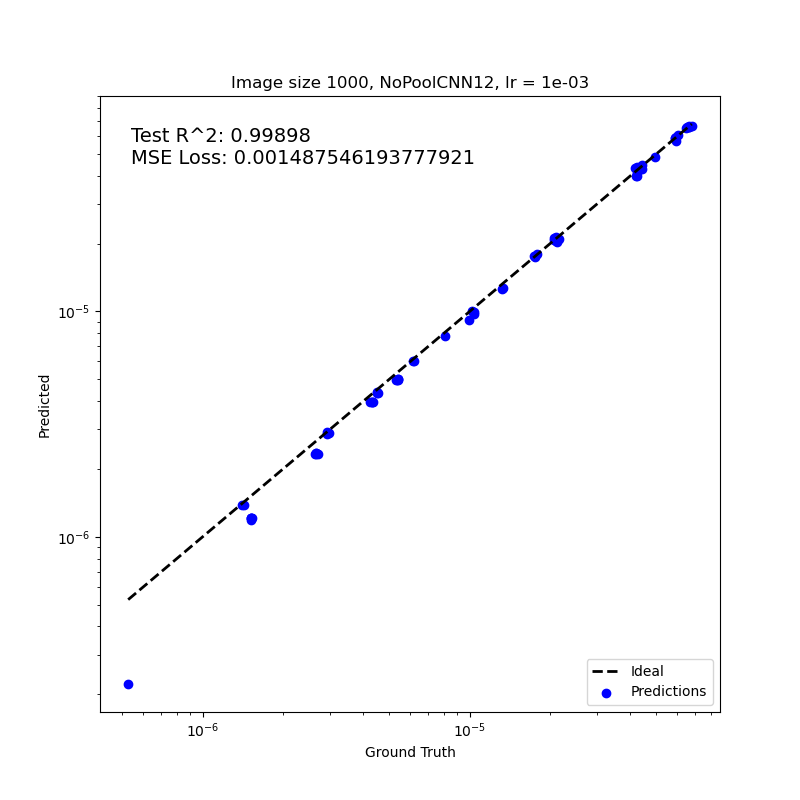 Image size 1000, NoPoolCNN12, lr = 1e-03
Test R^2: 0.99898
MSE Loss: 0.001487546193777921
10⁻⁵
Predicted
10⁻⁶
Ideal
Predictions
10⁻⁶ 10⁻⁵
Ground Truth